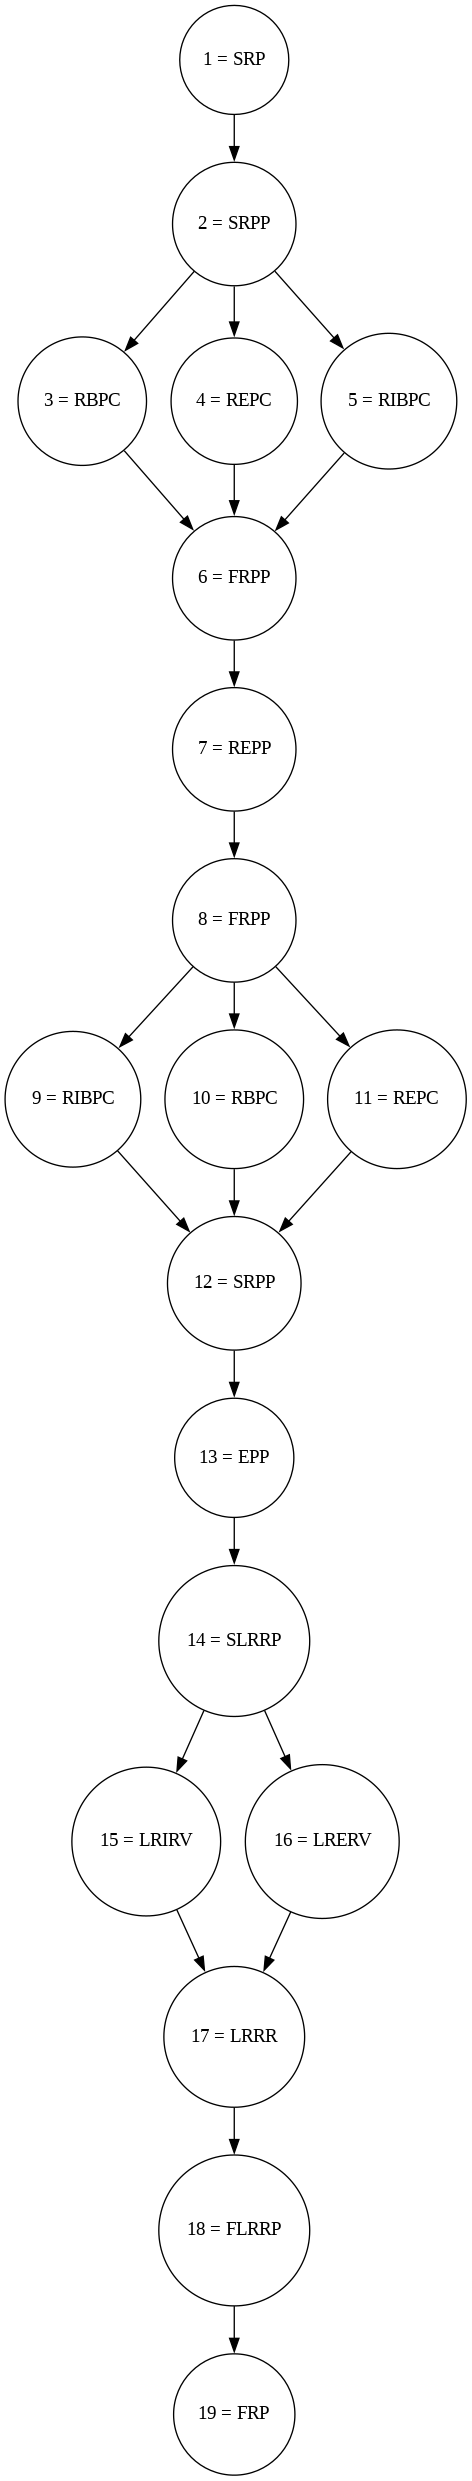 1 = SRP
2 = SRPP
3 = RBPC
4 = REPC
5 = RIBPC
6 = FRPP
7 = REPP
8 = FRPP
9 = RIBPC
10 = RBPC
11 = REPC
12 = SRPP
13 = EPP
14 = SLRRP
15 = LRIRV
16 = LRERV
17 = LRRR
18 = FLRRP
19 = FRP